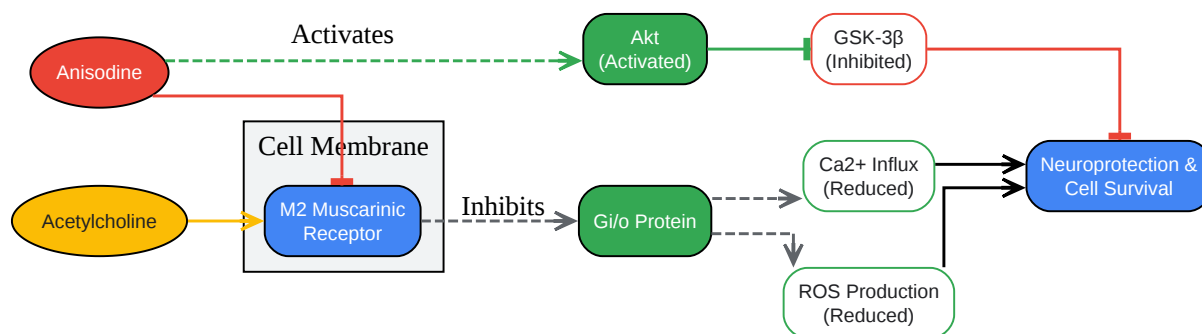 Activates
Anisodine
Akt
(Activated)
GSK-3β
(Inhibited)
Cell Membrane
Acetylcholine
M2 Muscarinic
Receptor
Inhibits
Gi/o Protein
Ca2+ Influx
(Reduced)
Neuroprotection &
Cell Survival
ROS Production
(Reduced)